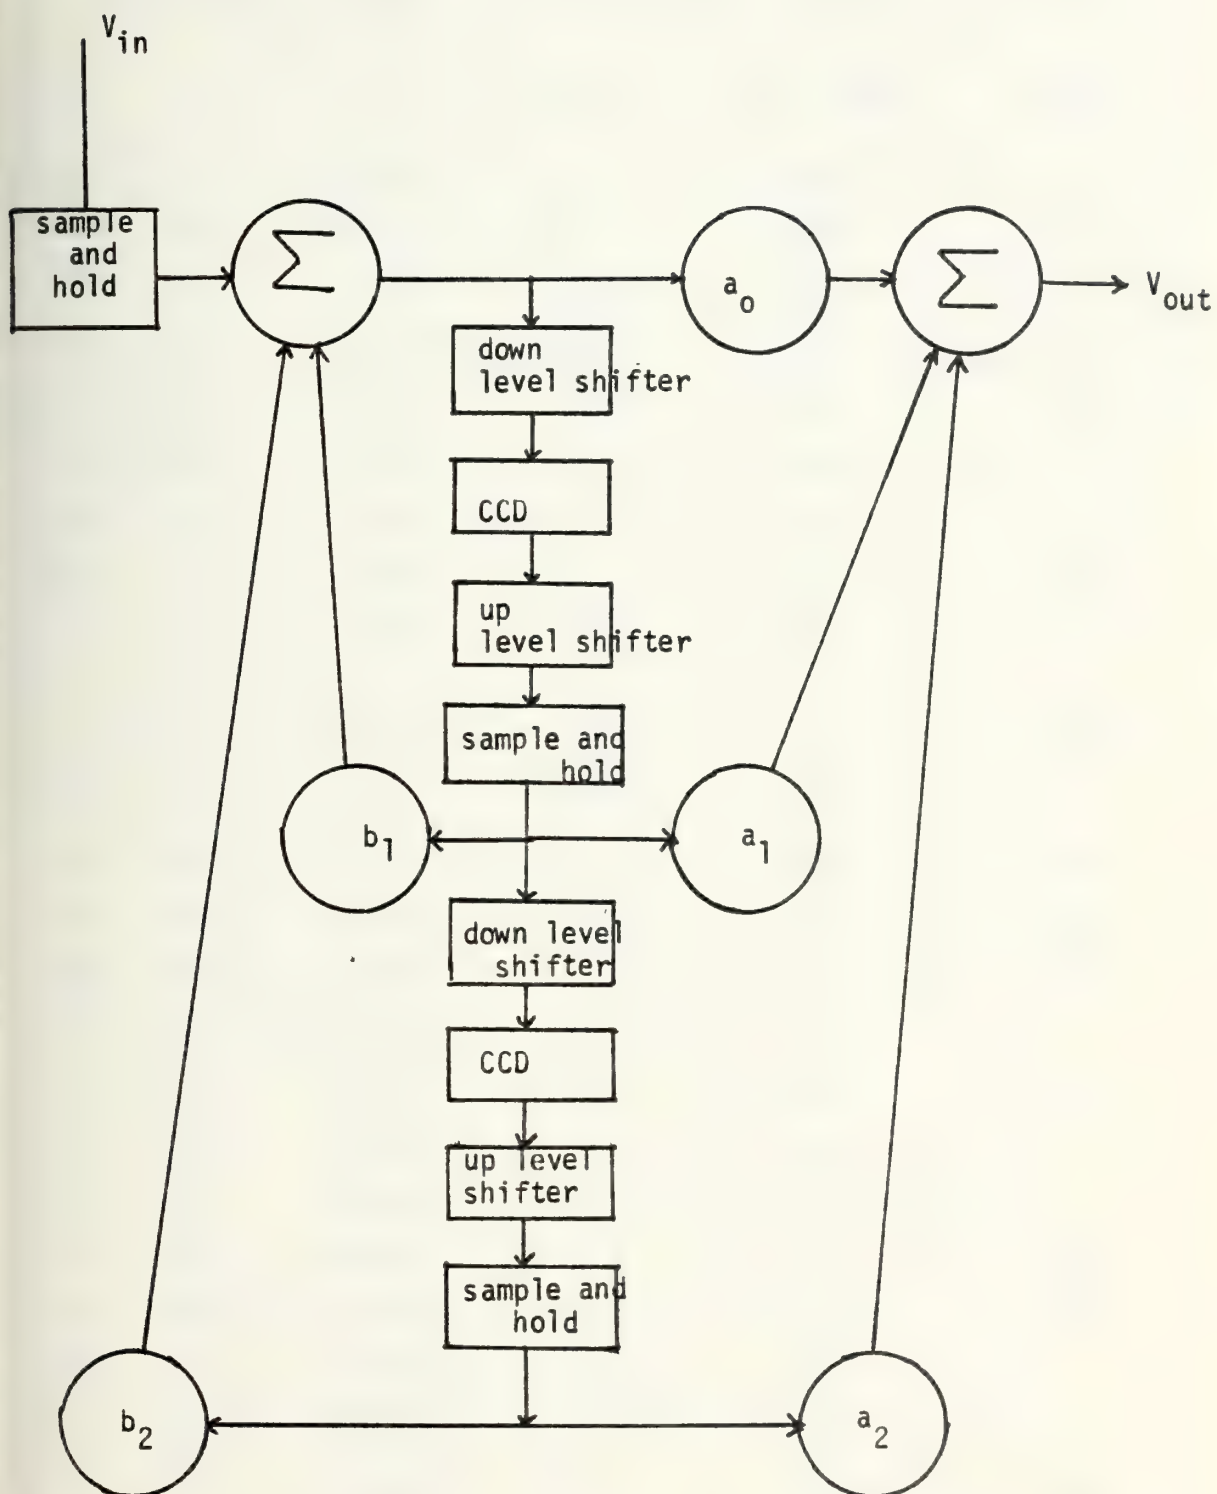 V_in
sample
and
hold
Σ
a_o
Σ
V_out
down
level shifter
CCD
up
level shifter
sample and
hold
b_1
a_1
down level
shifter
CCD
up level
shifter
sample and
hold
b_2
a_2